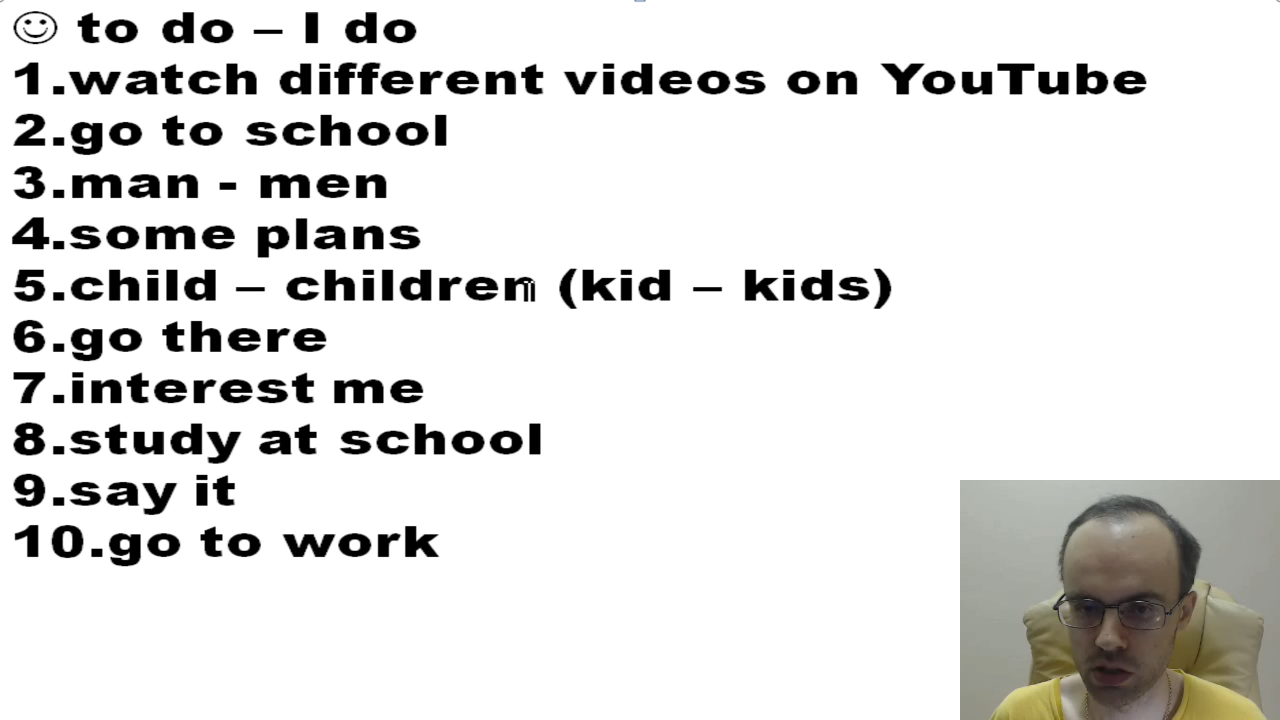 ☺ to do – I do
1.watch different videos on YouTube
2.go to school
3.man - men
4.some plans
5.child – children (kid – kids)
6.go there
7.interest me
8.study at school
9.say it
10.go to work